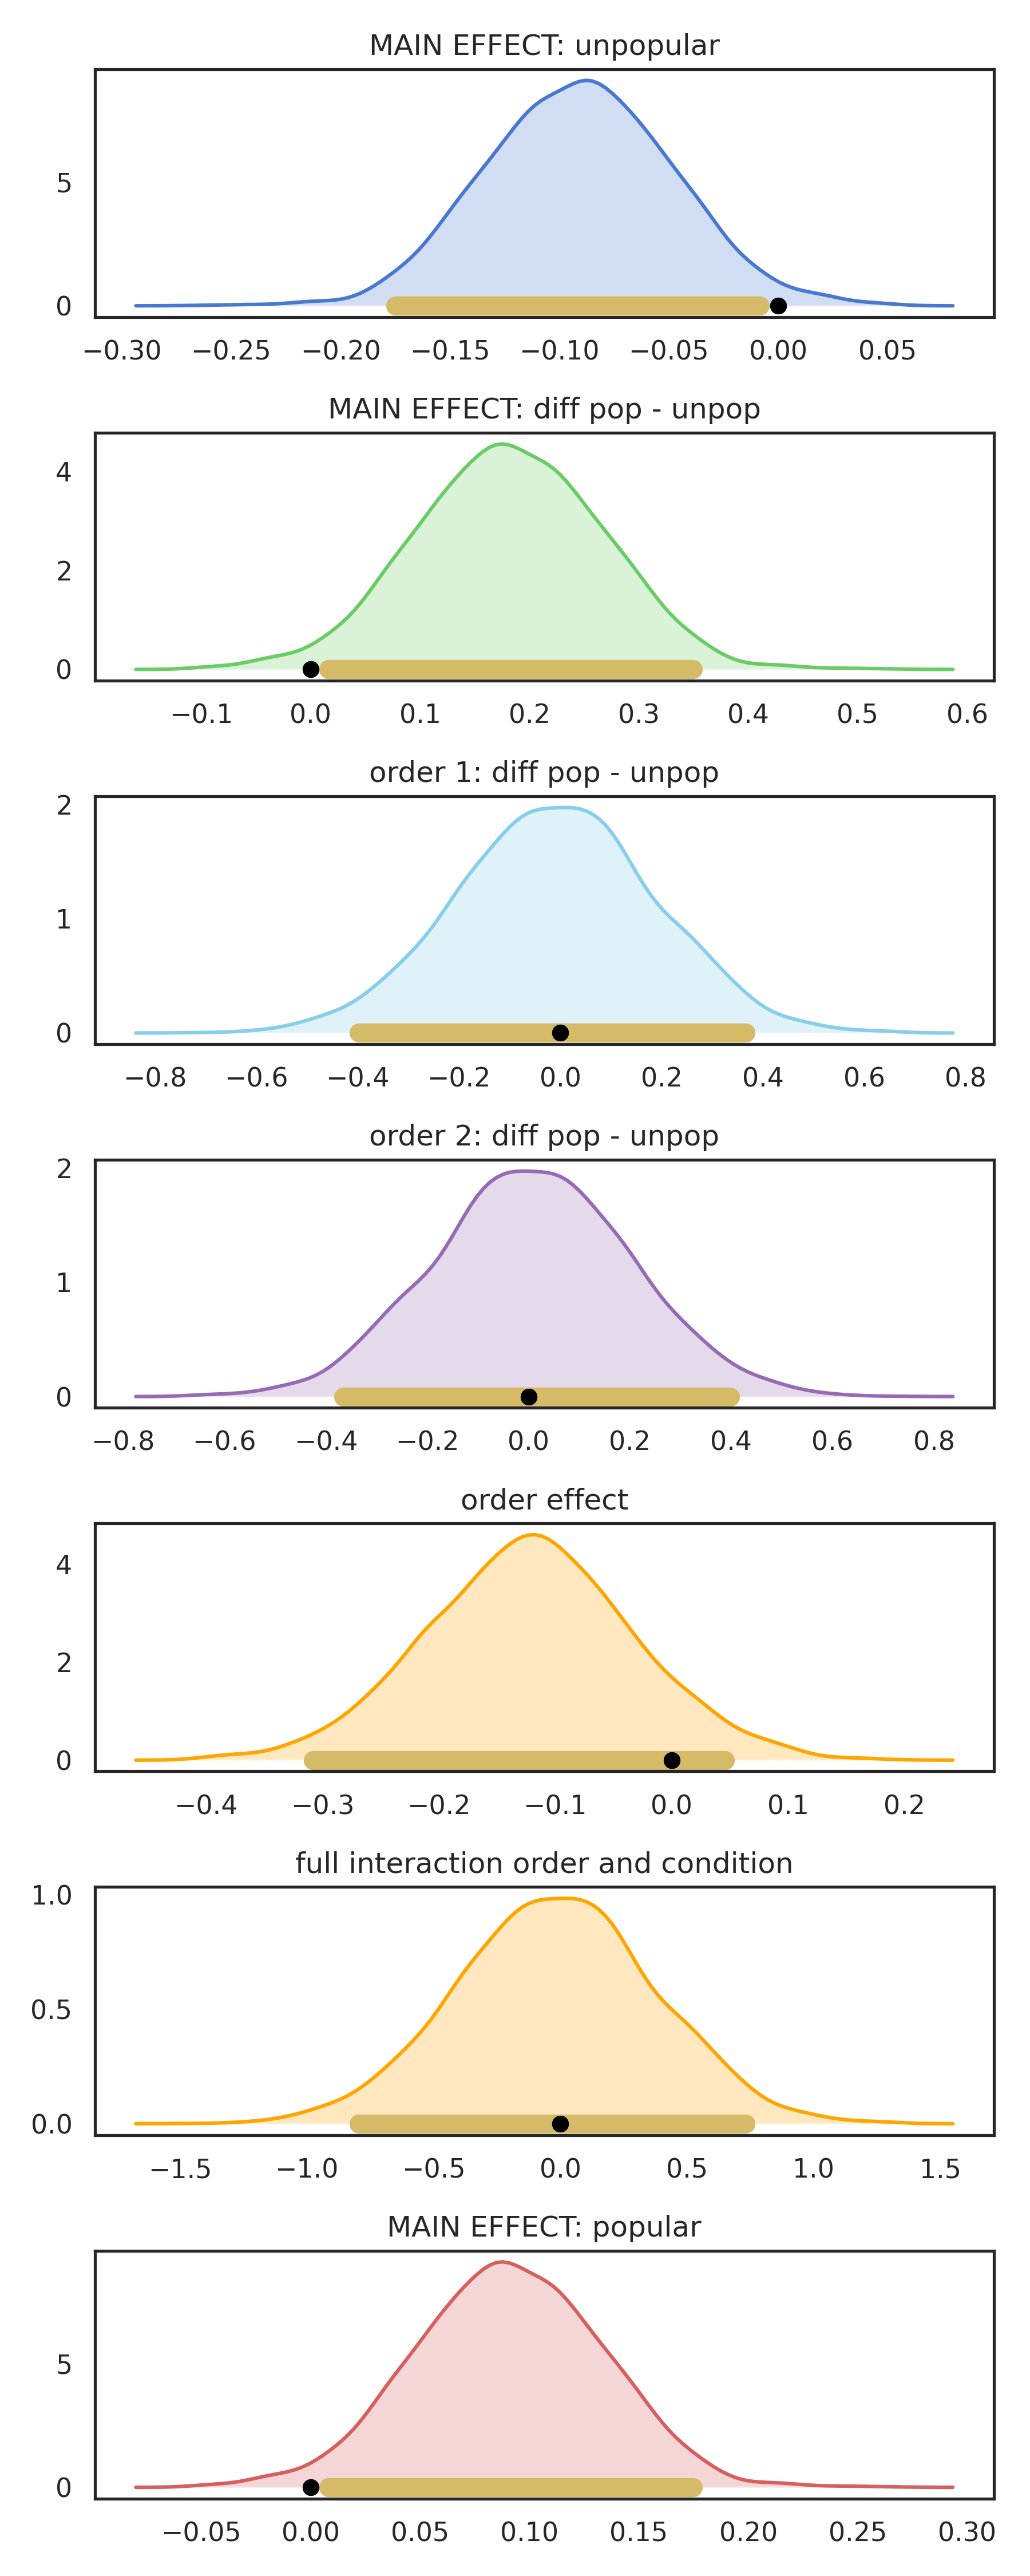 MAIN EFFECT: unpopular
5
0
−0.30 −0.25 −0.20 −0.15 −0.10 −0.05 0.00 0.05
MAIN EFFECT: diff pop - unpop
4
2
0
−0.1 0.0 0.1 0.2 0.3 0.4 0.5 0.6
order 1: diff pop - unpop
2
1
0
−0.8 −0.6 −0.4 −0.2 0.0 0.2 0.4 0.6 0.8
order 2: diff pop - unpop
2
1
0
−0.8 −0.6 −0.4 −0.2 0.0 0.2 0.4 0.6 0.8
order effect
4
2
0
−0.4 −0.3 −0.2 −0.1 0.0 0.1 0.2
full interaction order and condition
1.0
0.5
0.0
−1.5 −1.0 −0.5 0.0 0.5 1.0 1.5
MAIN EFFECT: popular
5
0
−0.05 0.00 0.05 0.10 0.15 0.20 0.25 0.30